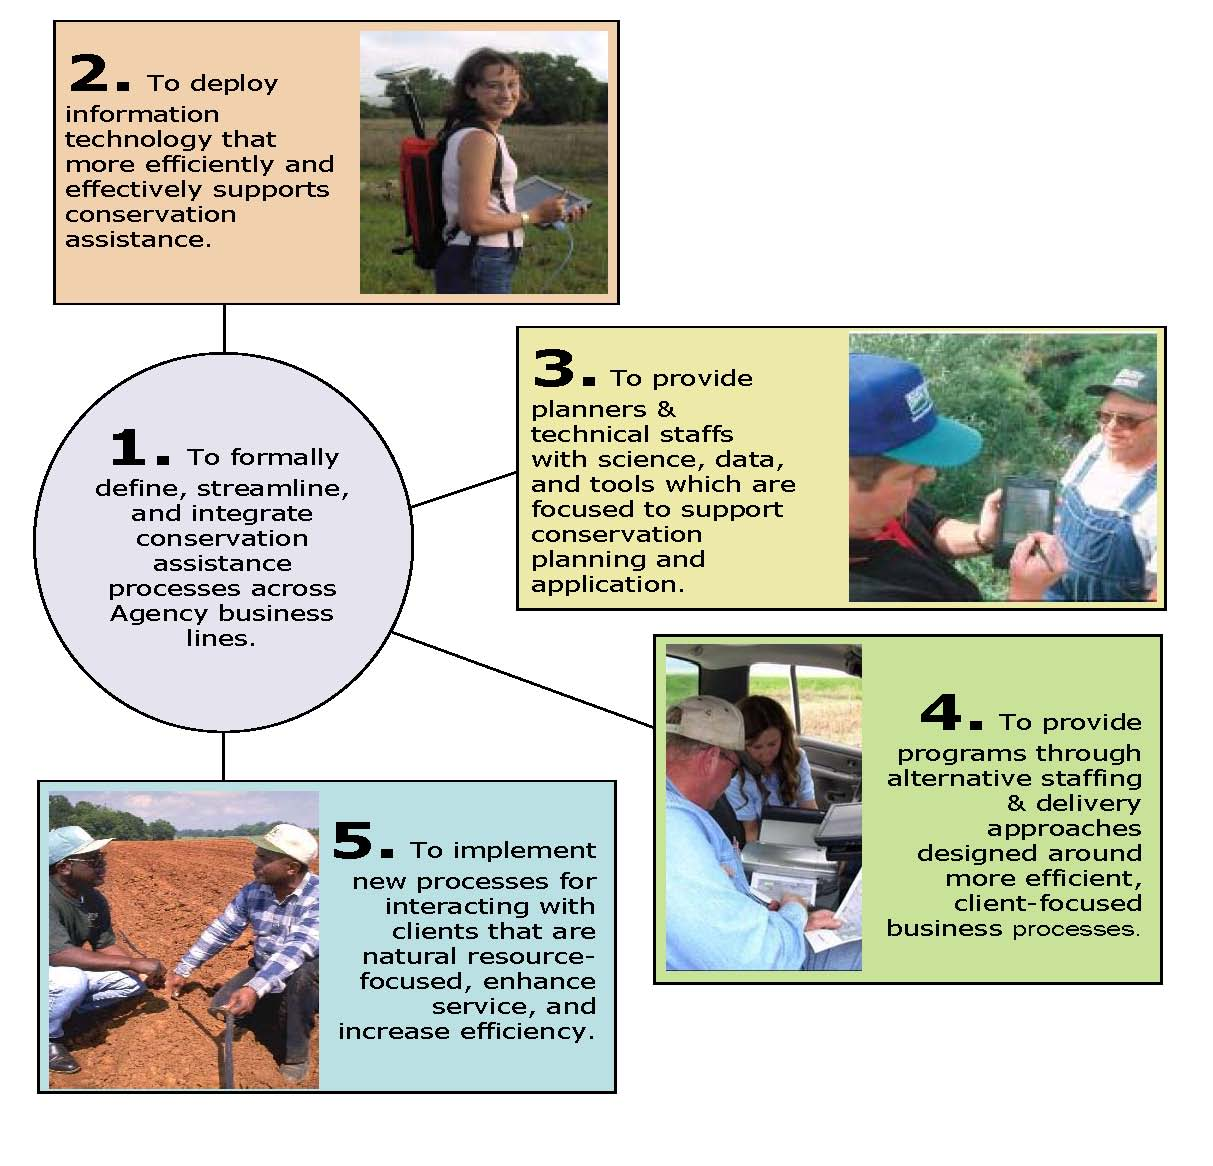 2. To deploy
information
technology that
more efficiently and
effectively supports
conservation
assistance.
1. To formally
define, streamline,
and integrate
conservation
assistance
processes across
Agency business
lines.
3. To provide
planners &
technical staffs
with science, data,
and tools which are
focused to support
conservation
planning and
application.
4. To provide
programs through
alternative staffing
& delivery
approaches
designed around
more efficient,
client-focused
business processes.
5. To implement
new processes for
interacting with
clients that are
natural resource-
focused, enhance
service, and
increase efficiency.